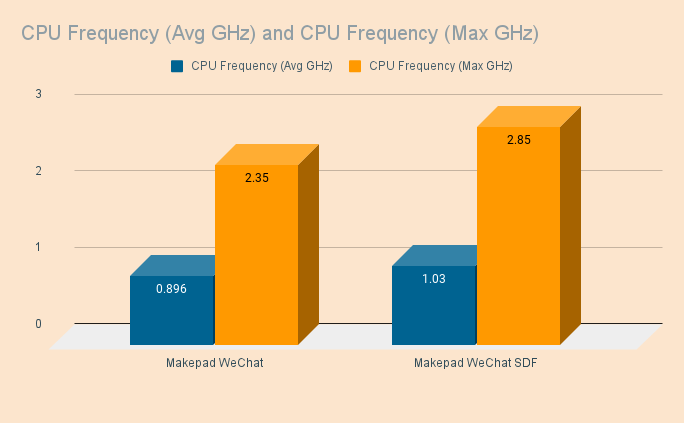 CPU Frequency (Avg GHz) and CPU Frequency (Max GHz)
CPU Frequency (Avg GHz) CPU Frequency (Max GHz)
3
2
1
0
2.35
2.85
0.896
1.03
Makepad WeChat Makepad WeChat SDF